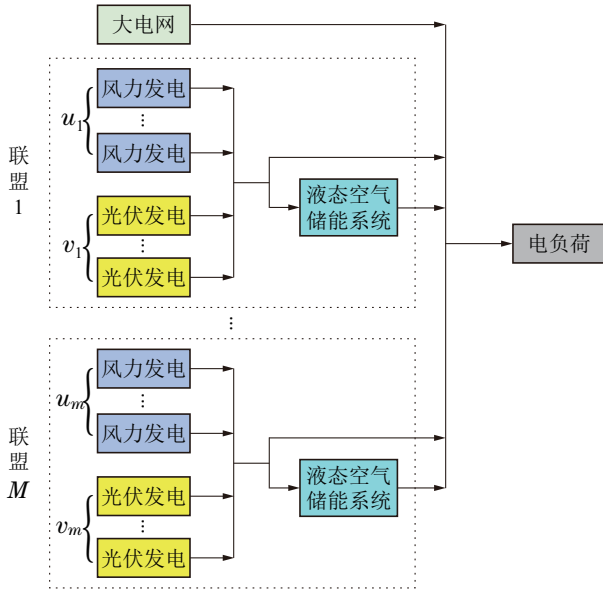 大电网
联盟1
u1
风力发电
⋮
风力发电
v1
光伏发电
⋮
光伏发电
液态空气
储能系统
电负荷
⋮
联盟M
um
风力发电
⋮
风力发电
vm
光伏发电
⋮
光伏发电
液态空气
储能系统